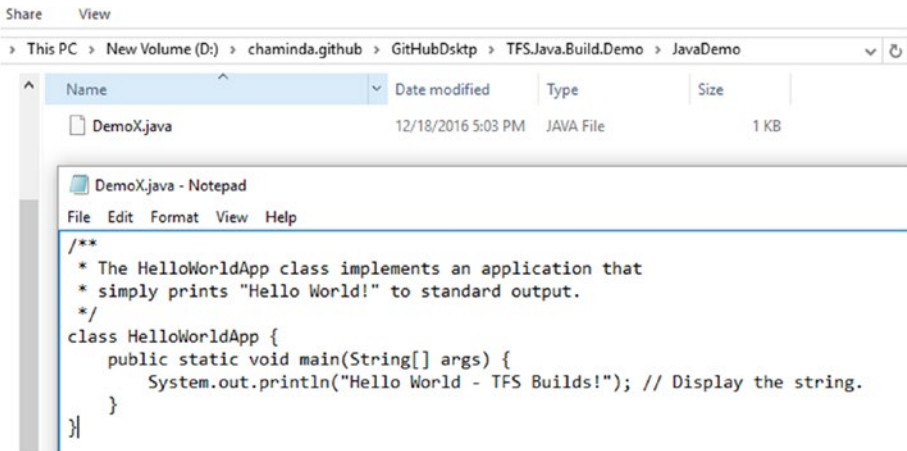 Share View
› This PC › New Volume (D:) › chaminda.github › GitHubDsktp › TFS.Java.Build.Demo › JavaDemo
Name Date modified Type Size
DemoX.java 12/18/2016 5:03 PM JAVA File 1 KB
DemoX.java - Notepad
File Edit Format View Help
/**
 * The HelloWorldApp class implements an application that
 * simply prints "Hello World!" to standard output.
 */
class HelloWorldApp {
    public static void main(String[] args) {
        System.out.println("Hello World - TFS Builds!"); // Display the string.
    }
}